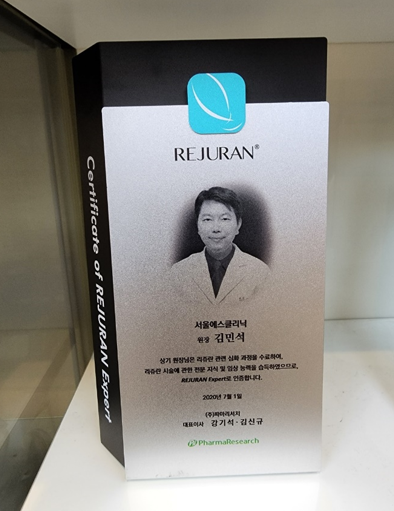 Certificate of REJURAN Expert
REJURAN®
서울에스클리닉
원장 김민석
상기 원장님은 리쥬란 관련 심화 과정을 수료하여,
리쥬란 시술에 관한 전문 지식 및 임상 능력을 습득하였으므로,
REJURAN Expert로 인증합니다.
2020년 7월 1일
(주)파마리서치
대표이사 강기석·김신규
PharmaResearch